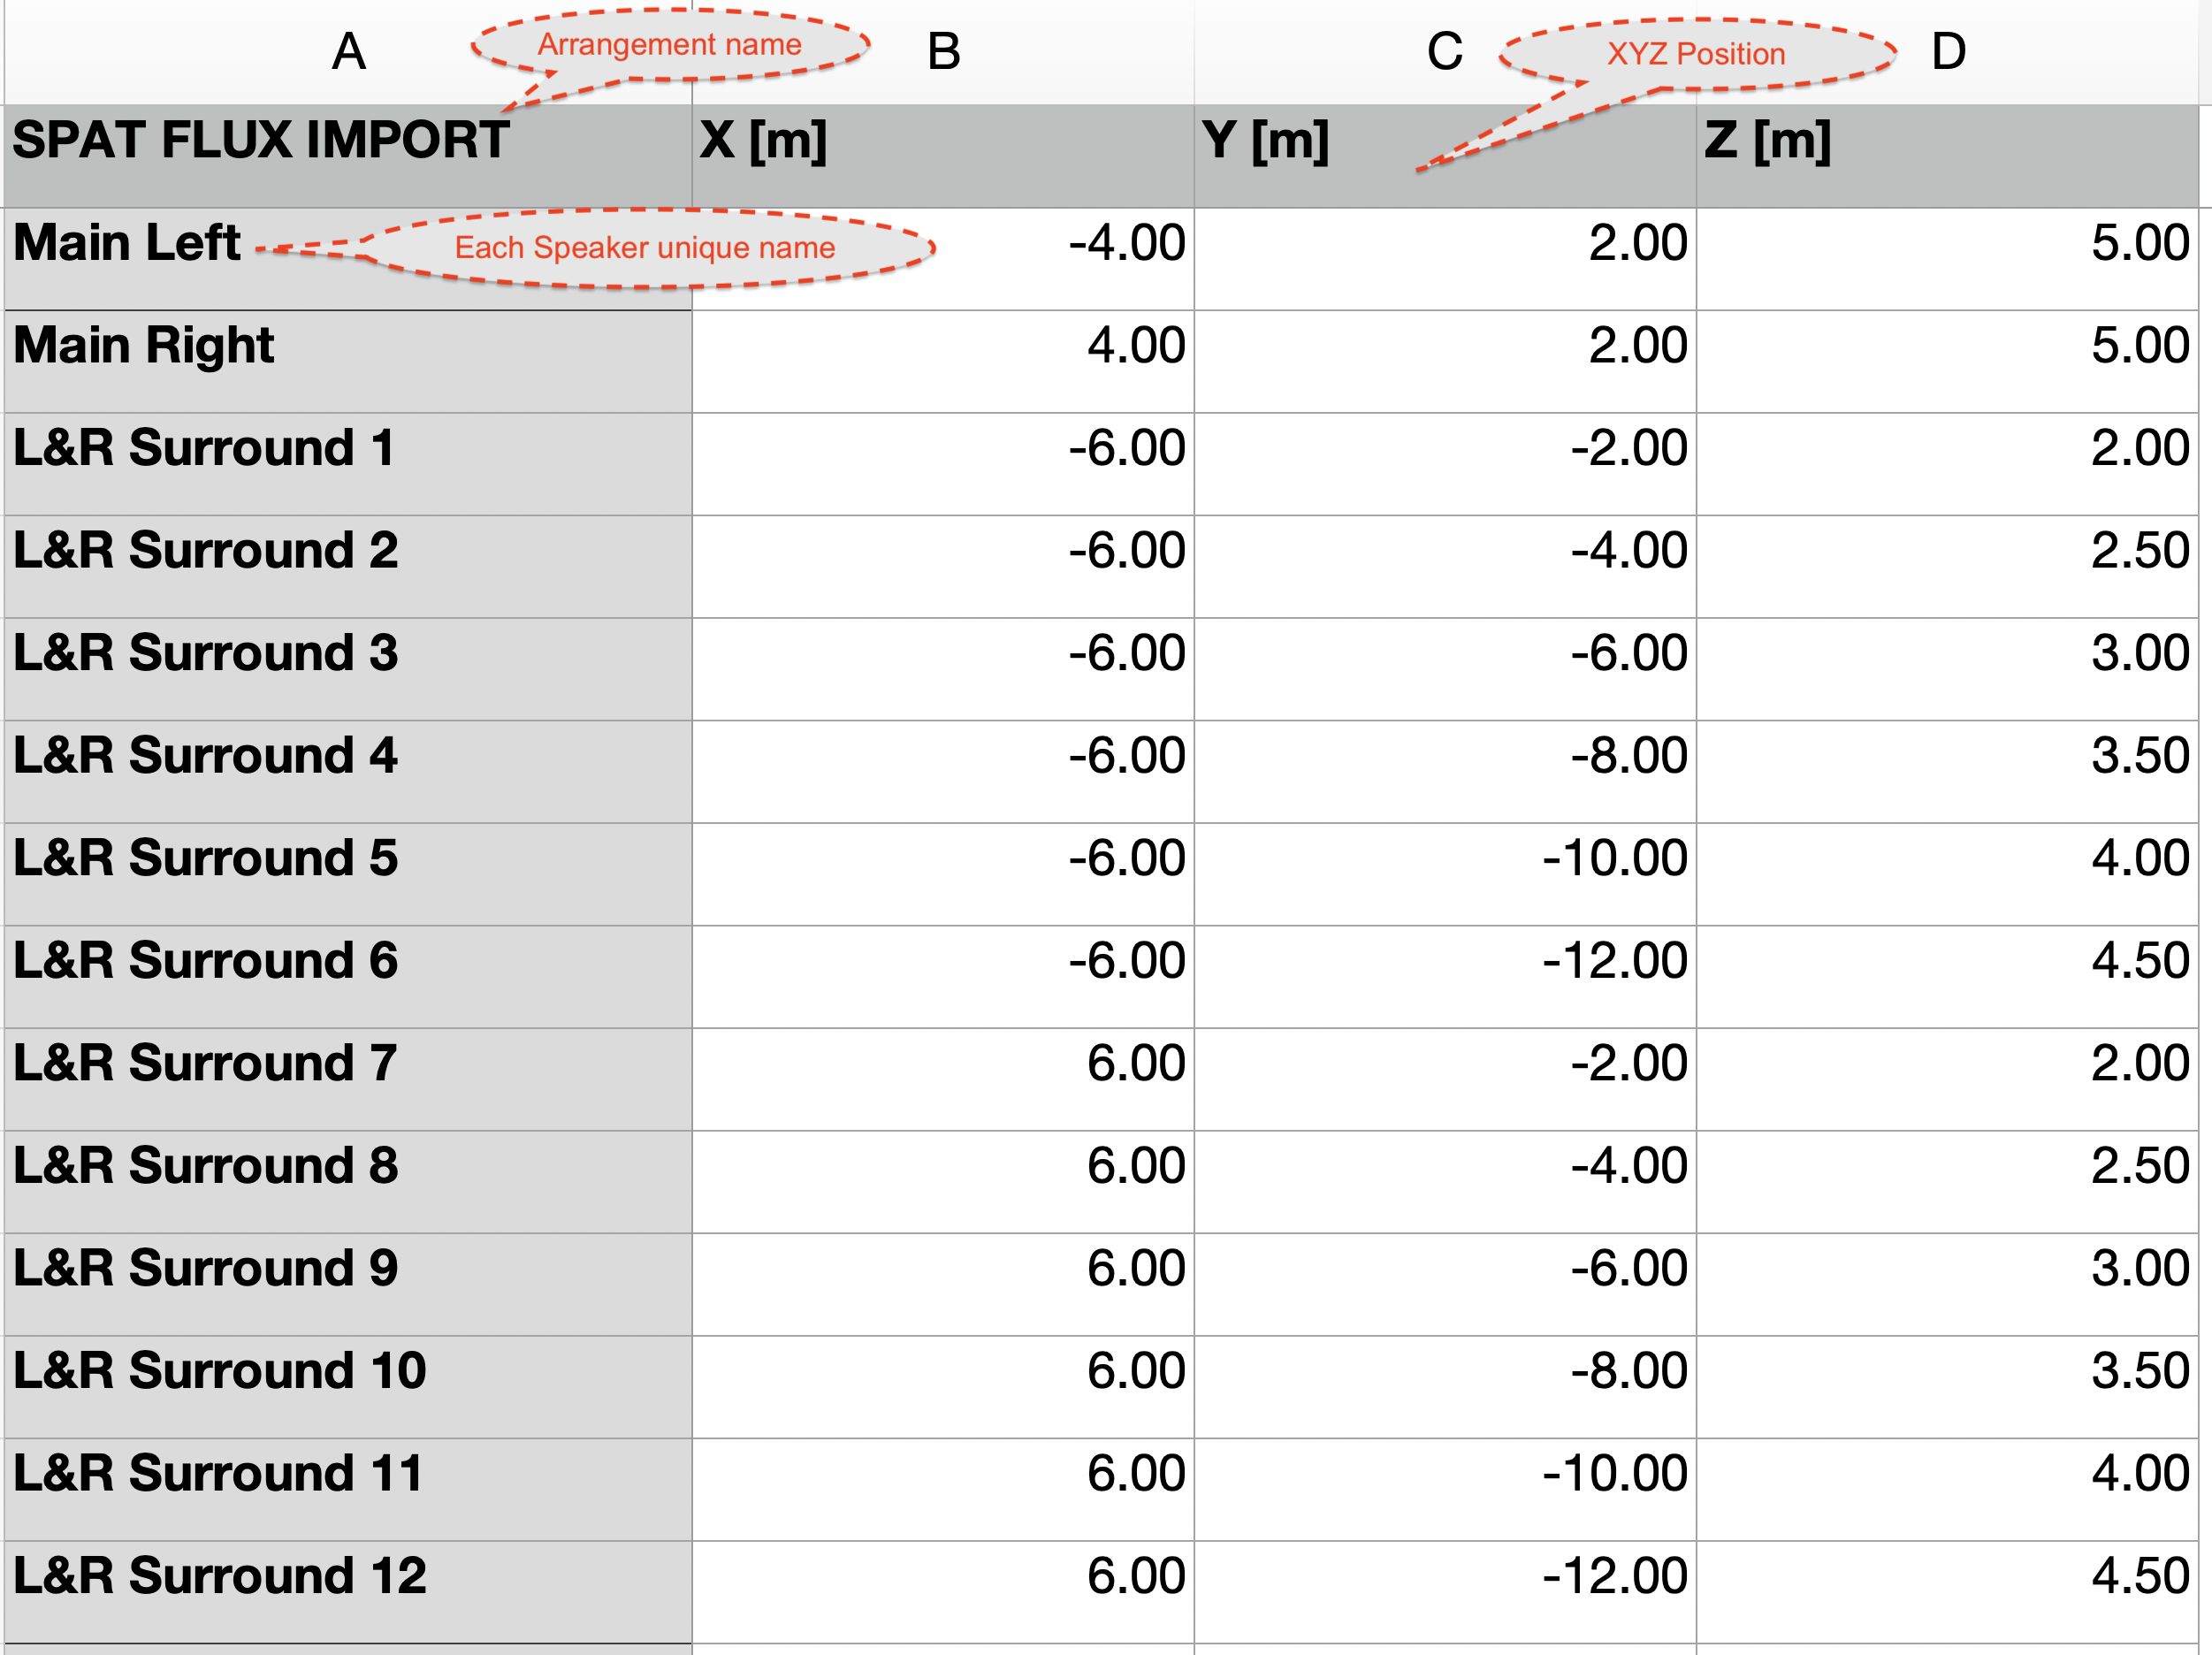 A Arrangement name B C XYZ Position D
SPAT FLUX IMPORT X [m] Y [m] Z [m]
Main Left Each Speaker unique name -4.00 2.00 5.00
Main Right 4.00 2.00 5.00
L&R Surround 1 -6.00 -2.00 2.00
L&R Surround 2 -6.00 -4.00 2.50
L&R Surround 3 -6.00 -6.00 3.00
L&R Surround 4 -6.00 -8.00 3.50
L&R Surround 5 -6.00 -10.00 4.00
L&R Surround 6 -6.00 -12.00 4.50
L&R Surround 7 6.00 -2.00 2.00
L&R Surround 8 6.00 -4.00 2.50
L&R Surround 9 6.00 -6.00 3.00
L&R Surround 10 6.00 -8.00 3.50
L&R Surround 11 6.00 -10.00 4.00
L&R Surround 12 6.00 -12.00 4.50